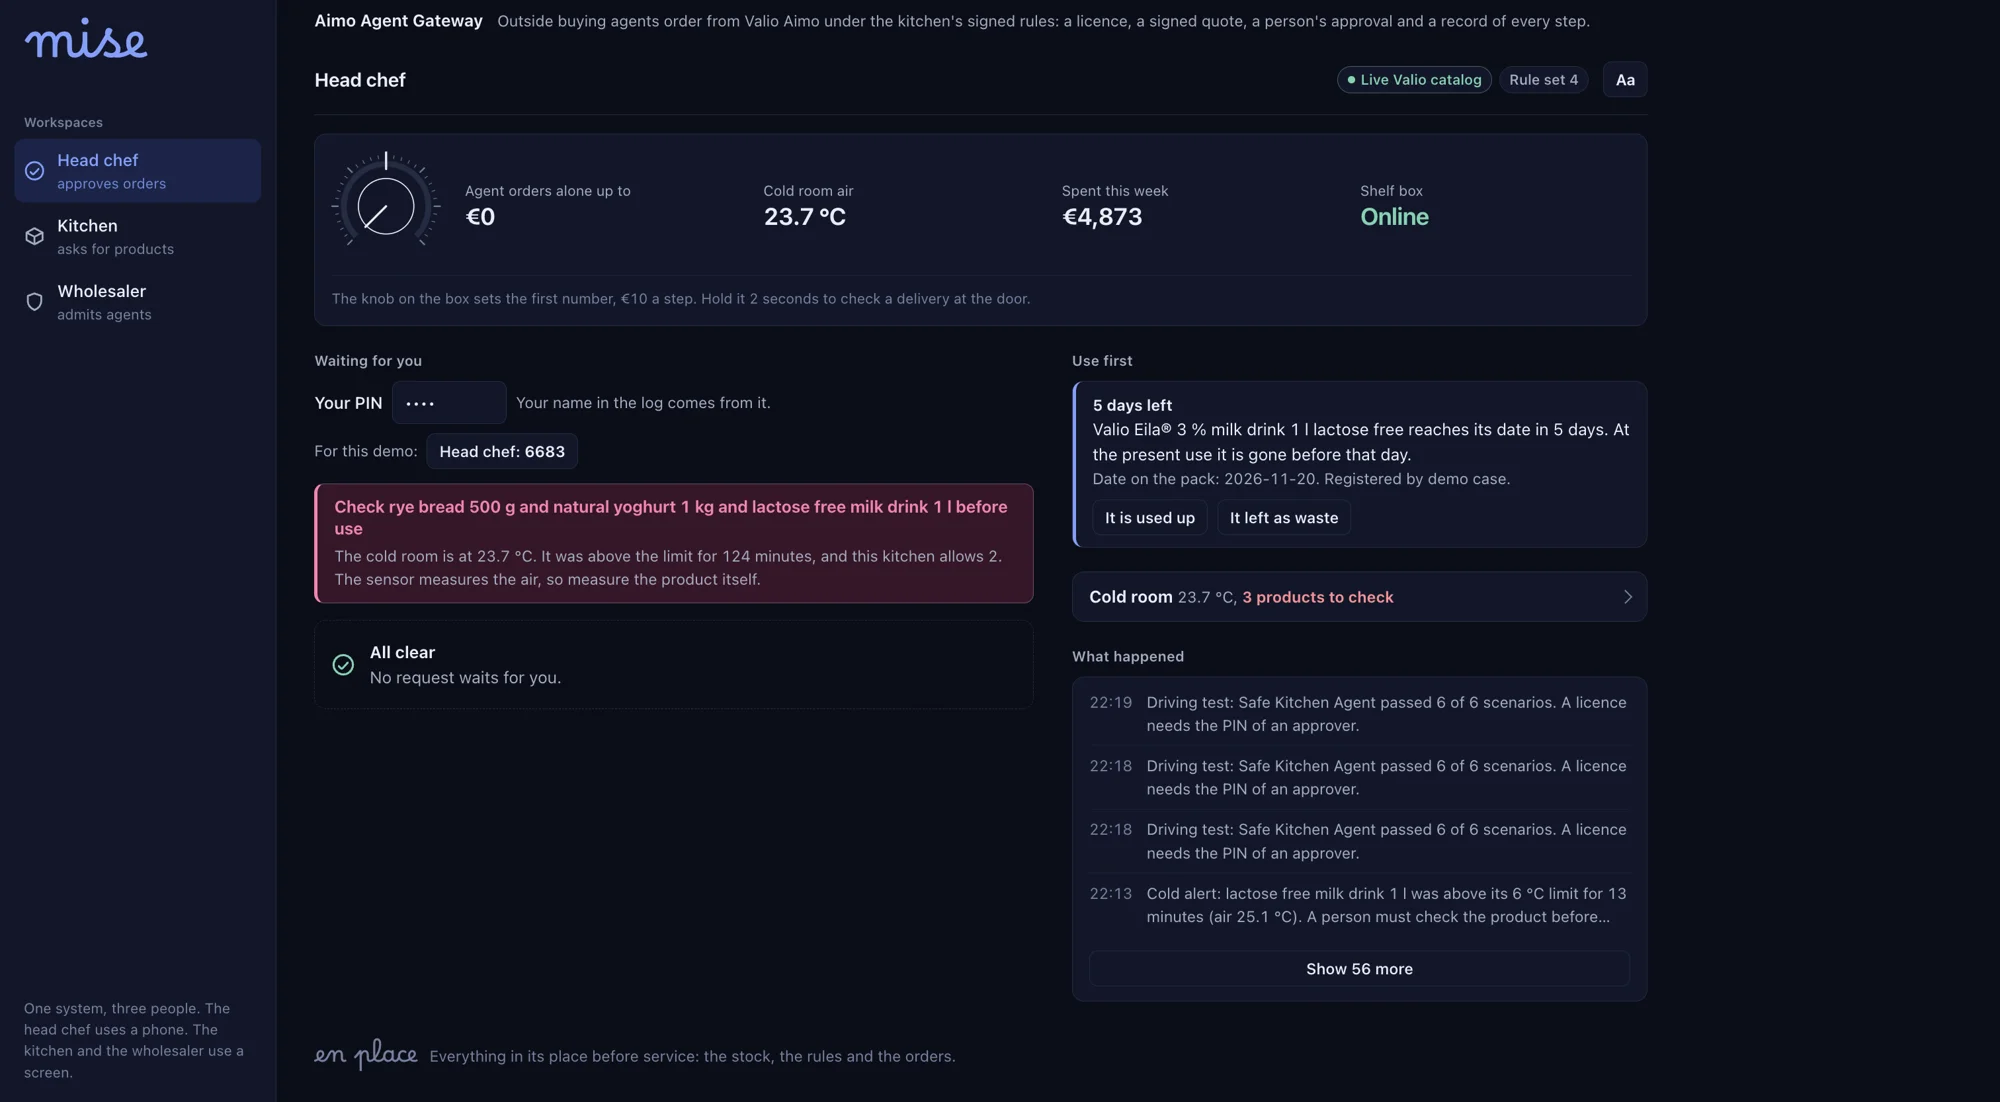 mise
Workspaces
Head chef
approves orders
Kitchen
asks for products
Wholesaler
admits agents
One system, three people. The
head chef uses a phone. The
kitchen and the wholesaler use a
screen.
Aimo Agent Gateway Outside buying agents order from Valio Aimo under the kitchen's signed rules: a licence, a signed quote, a person's approval and a record of every step.
Head chef
Live Valio catalog
Rule set 4
Aa
Agent orders alone up to
€0
Cold room air
23.7 °C
Spent this week
€4,873
Shelf box
Online
The knob on the box sets the first number, €10 a step. Hold it 2 seconds to check a delivery at the door.
Waiting for you
Your PIN •••• Your name in the log comes from it.
For this demo: Head chef: 6683
Check rye bread 500 g and natural yoghurt 1 kg and lactose free milk drink 1 l before
use
The cold room is at 23.7 °C. It was above the limit for 124 minutes, and this kitchen allows 2.
The sensor measures the air, so measure the product itself.
All clear
No request waits for you.
Use first
5 days left
Valio Eila® 3 % milk drink 1 l lactose free reaches its date in 5 days. At
the present use it is gone before that day.
Date on the pack: 2026-11-20. Registered by demo case.
It is used up
It left as waste
Cold room 23.7 °C, 3 products to check
What happened
22:19 Driving test: Safe Kitchen Agent passed 6 of 6 scenarios. A licence
needs the PIN of an approver.
22:18 Driving test: Safe Kitchen Agent passed 6 of 6 scenarios. A licence
needs the PIN of an approver.
22:18 Driving test: Safe Kitchen Agent passed 6 of 6 scenarios. A licence
needs the PIN of an approver.
22:13 Cold alert: lactose free milk drink 1 l was above its 6 °C limit for 13
minutes (air 25.1 °C). A person must check the product before...
Show 56 more
en place Everything in its place before service: the stock, the rules and the orders.